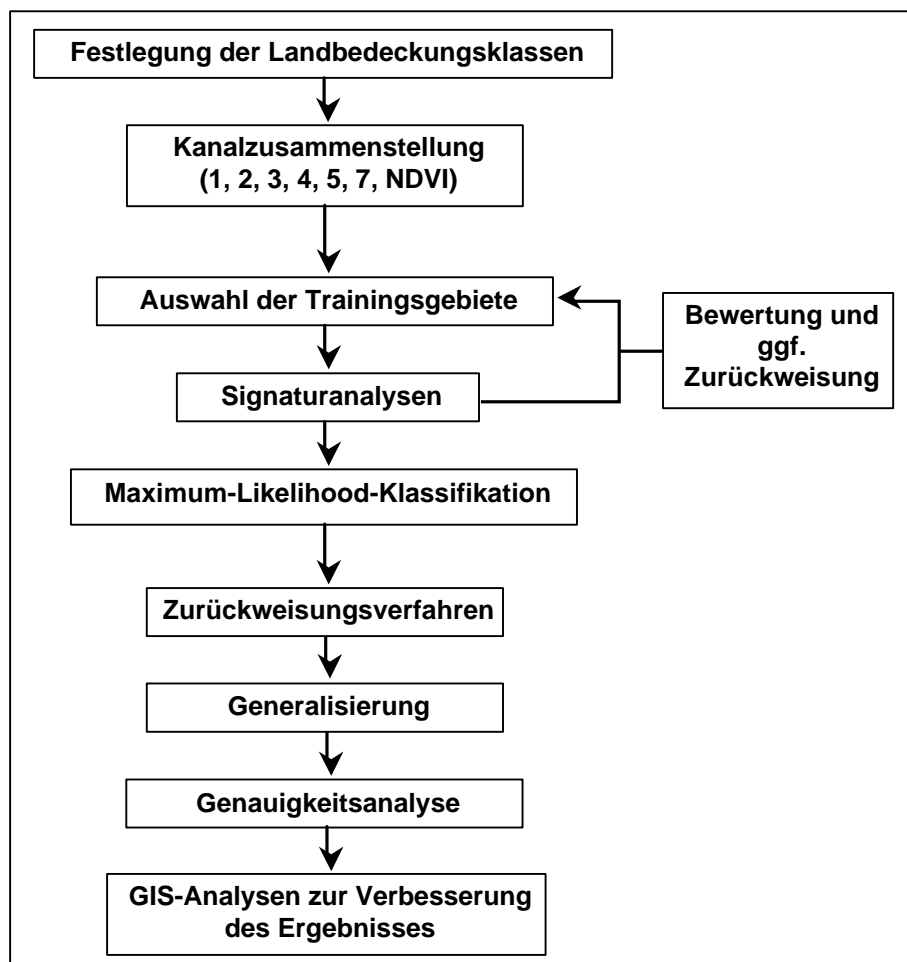 Festlegung der Landbedeckungsklassen
Kanalzusammenstellung
(1, 2, 3, 4, 5, 7, NDVI)
Auswahl der Trainingsgebiete
Bewertung und
ggf.
Zurückweisung
Signaturanalysen
Maximum-Likelihood-Klassifikation
Zurückweisungsverfahren
Generalisierung
Genauigkeitsanalyse
GIS-Analysen zur Verbesserung
des Ergebnisses